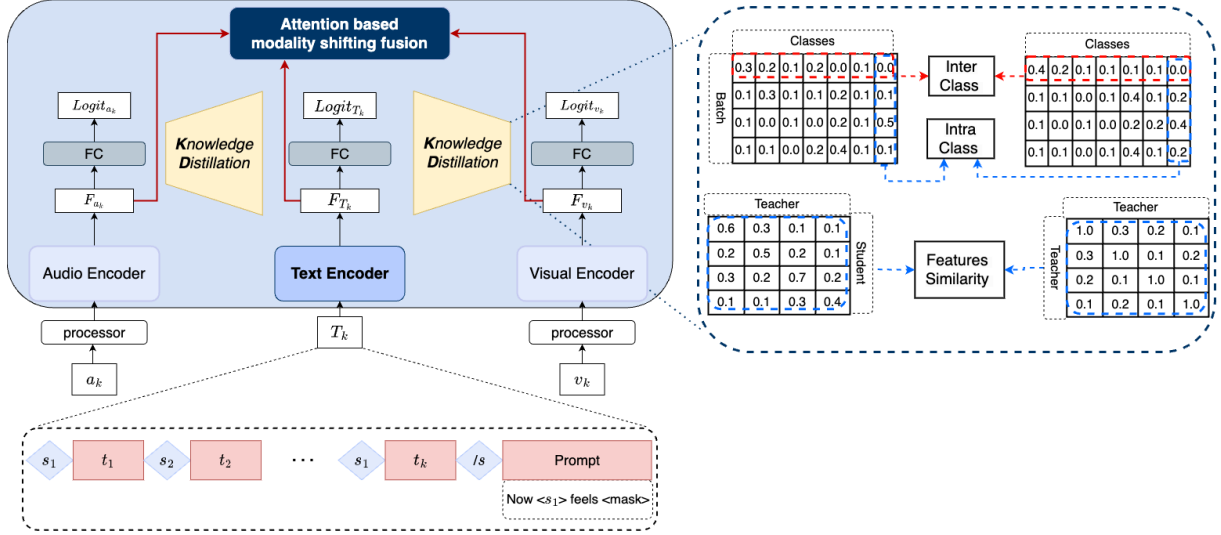 Attention based
modality shifting fusion
Logit_{a_k}
Logit_{T_k}
Logit_{v_k}
Knowledge
Distillation
Knowledge
Distillation
FC
FC
FC
F_{a_k}
F_{T_k}
F_{v_k}
Audio Encoder
Text Encoder
Visual Encoder
processor
T_k
processor
a_k
v_k
s_1
t_1
s_2
t_2
...
s_1
t_k
/s
Prompt
Now <s_1> feels <mask>
Classes
Batch
0.3 0.2 0.1 0.2 0.0 0.1 0.0
0.1 0.3 0.1 0.1 0.2 0.1 0.1
0.1 0.0 0.1 0.0 0.2 0.1 0.5
0.1 0.1 0.0 0.2 0.4 0.1 0.1
Inter
Class
Intra
Class
Classes
0.4 0.2 0.1 0.1 0.1 0.1 0.0
0.1 0.1 0.0 0.1 0.4 0.1 0.2
0.1 0.0 0.1 0.0 0.2 0.2 0.4
0.1 0.1 0.0 0.1 0.4 0.1 0.2
Teacher
Student
0.6 0.3 0.1 0.1
0.2 0.5 0.2 0.1
0.3 0.2 0.7 0.2
0.1 0.1 0.3 0.4
Features
Similarity
Teacher
Teacher
1.0 0.3 0.2 0.1
0.3 1.0 0.1 0.2
0.2 0.1 1.0 0.1
0.1 0.2 0.1 1.0